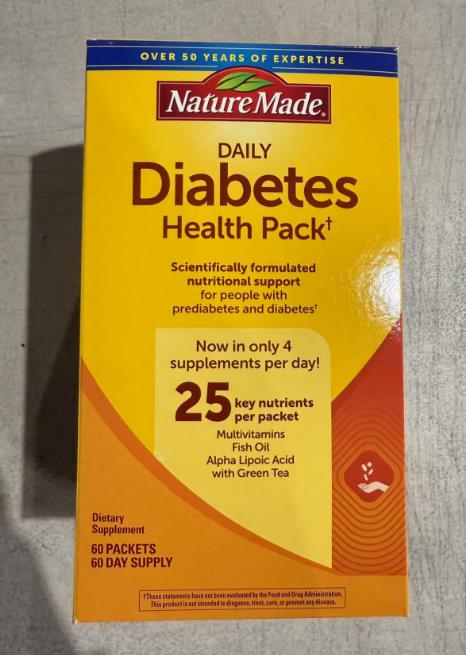 OVER 50 YEARS OF EXPERTISE
Nature Made®
DAILY
Diabetes
Health Pack†
Scientifically formulated
nutritional support
for people with
prediabetes and diabetes†
Now in only 4
supplements per day!
25 key nutrients
per packet
Multivitamins
Fish Oil
Alpha Lipoic Acid
with Green Tea
Dietary
Supplement
60 PACKETS
60 DAY SUPPLY
†These statements have not been evaluated by the Food and Drug Administration.
This product is not intended to diagnose, treat, cure, or prevent any disease.